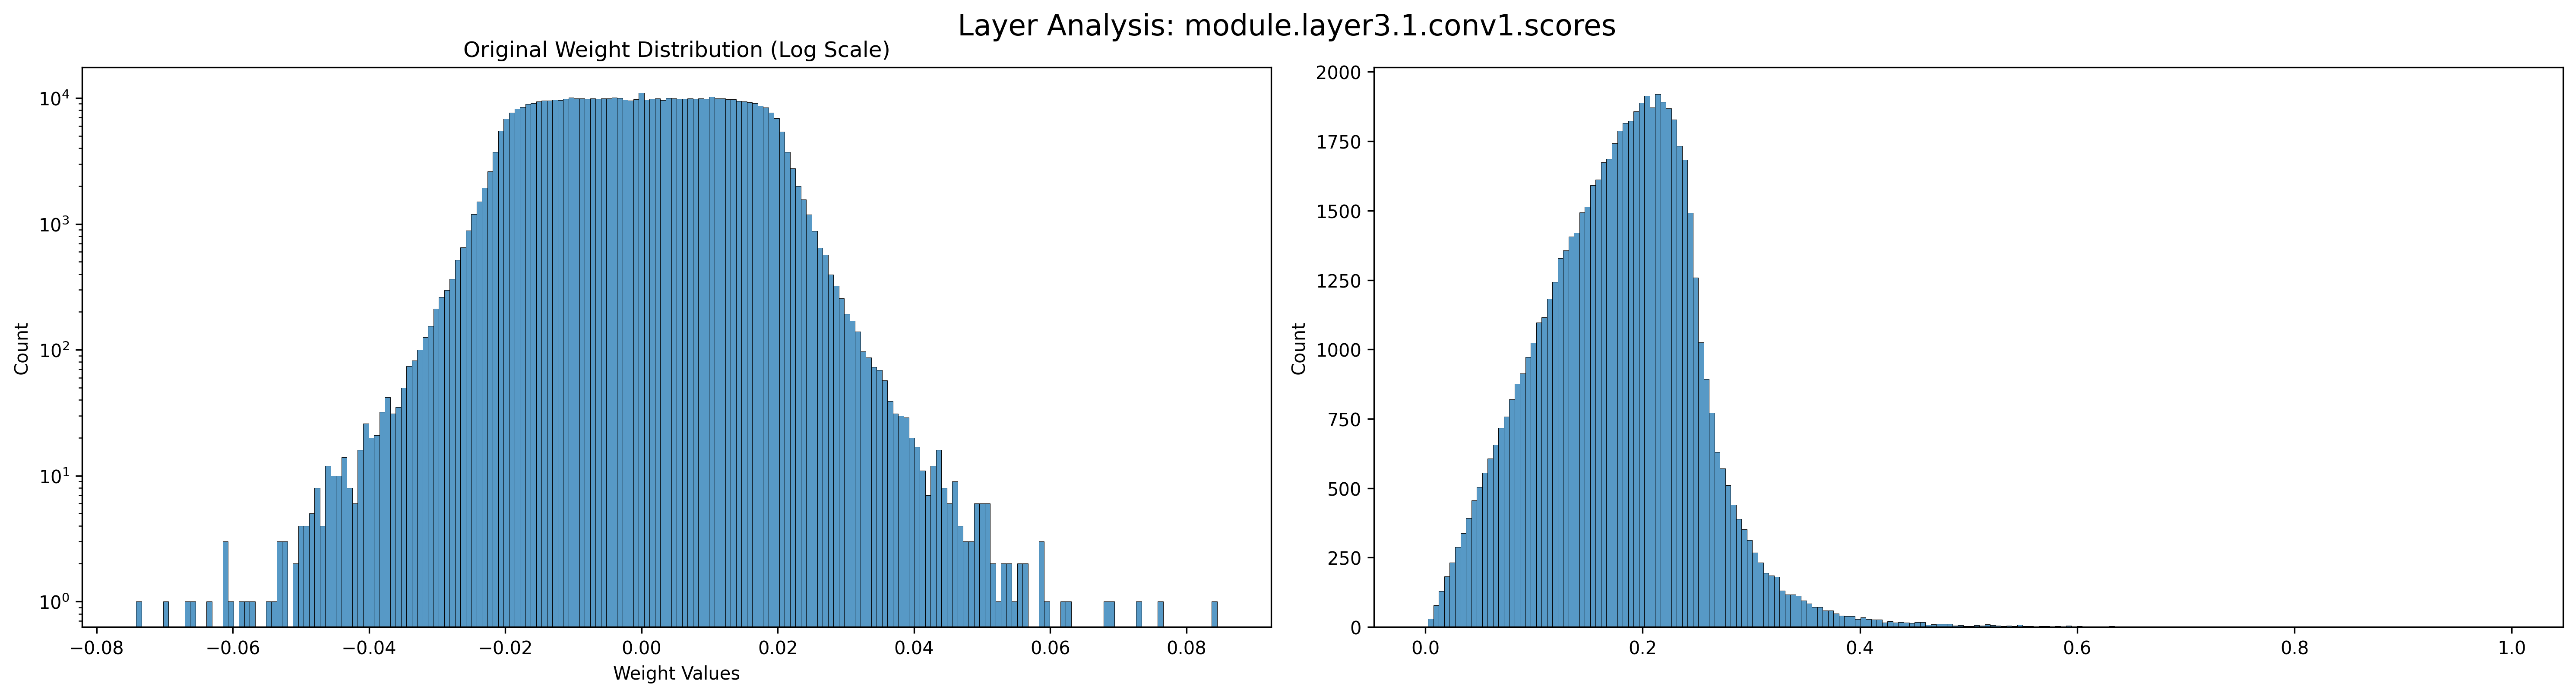 Layer Analysis: module.layer3.1.conv1.scores
Original Weight Distribution (Log Scale)
Count
10⁴
10³
10²
10¹
10⁰
−0.08 −0.06 −0.04 −0.02 0.00 0.02 0.04 0.06 0.08
Weight Values
Count
2000
1750
1500
1250
1000
750
500
250
0
0.0 0.2 0.4 0.6 0.8 1.0